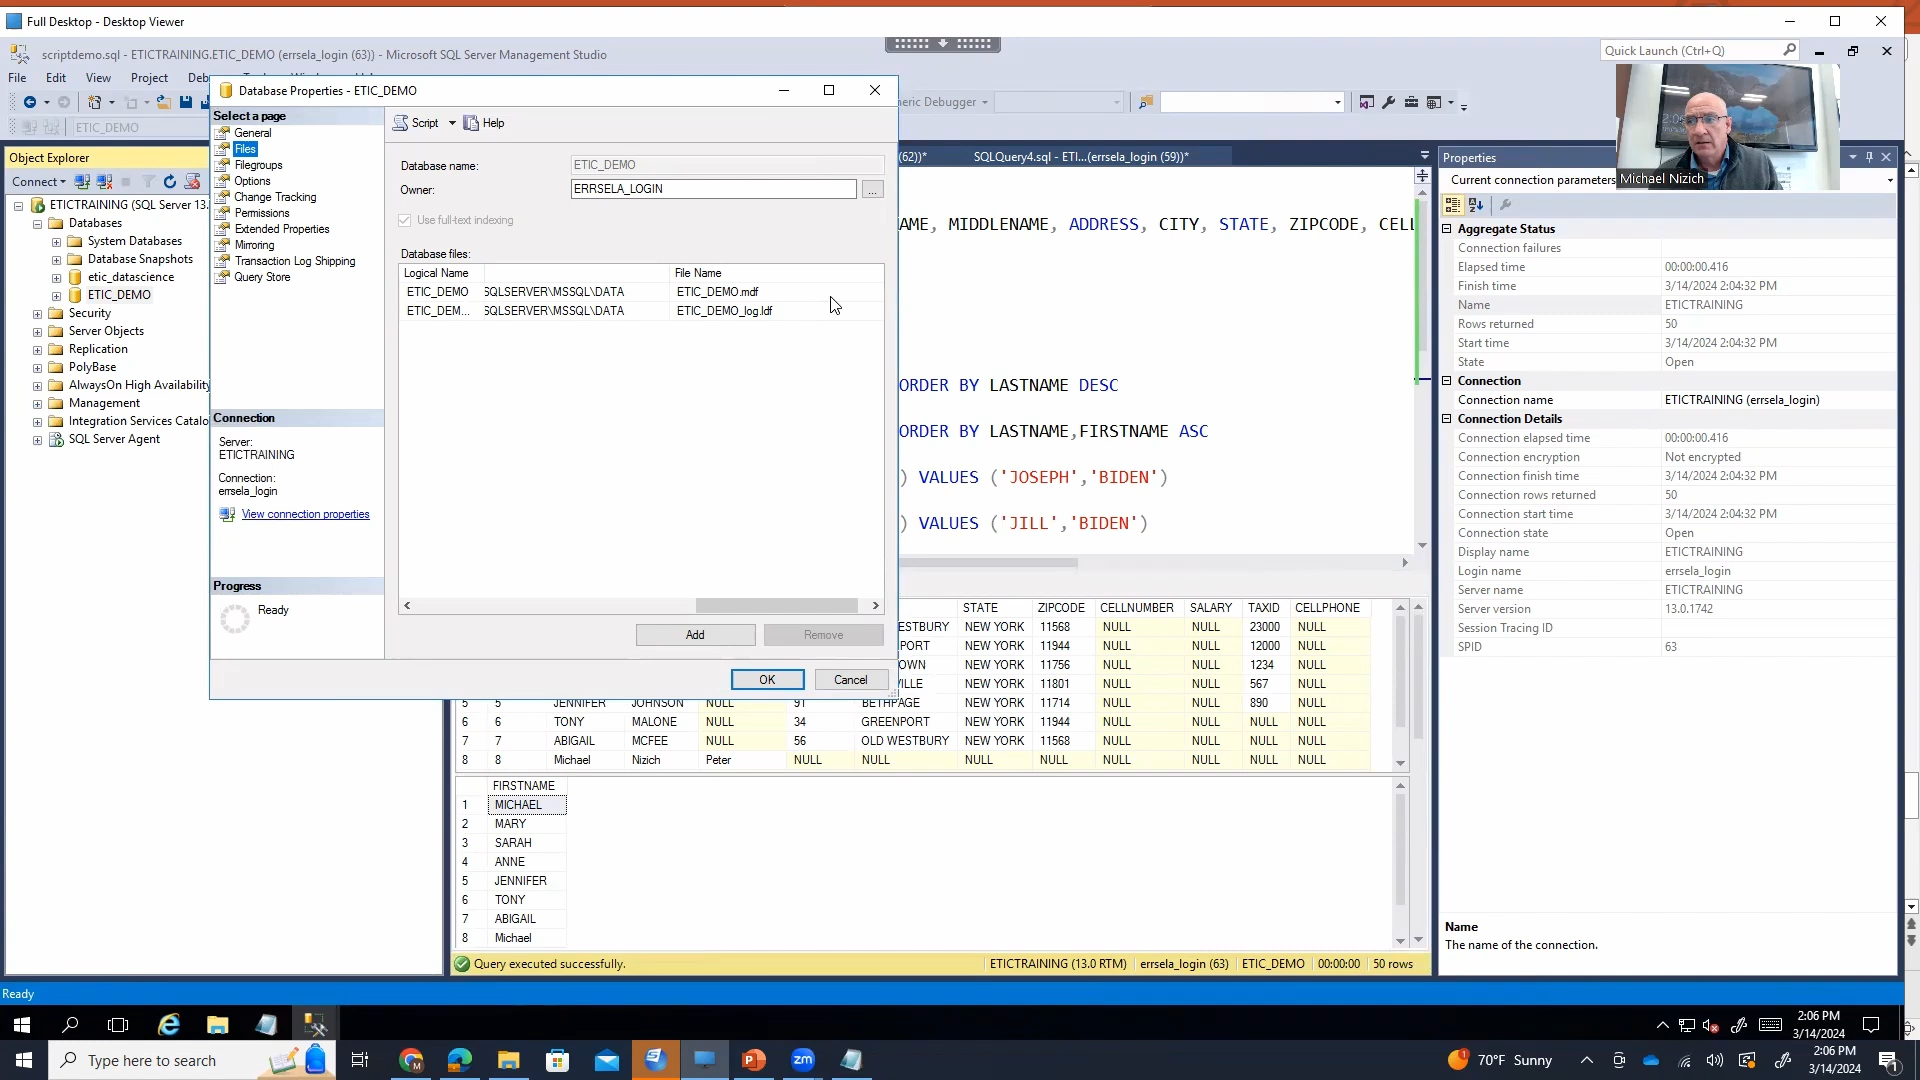 Full Desktop - Desktop Viewer
scriptdemo.sql - ETICTRAINING.ETIC_DEMO (errsela_login (63)) - Microsoft SQL Server Management Studio
Quick Launch (Ctrl+Q)
File Edit View Project Deb
Database Properties - ETIC_DEMO
eric Debugger
ETIC_DEMO
Select a page
General
Files
Filegroups
Options
Change Tracking
Permissions
Extended Properties
Mirroring
Transaction Log Shipping
Query Store
Script Help
Database name: ETIC_DEMO
Owner: ERRSELA_LOGIN ...
Use full-text indexing
Database files:
Logical Name File Name
ETIC_DEMO SQLSERVER\MSSQL\DATA ETIC_DEMO.mdf
ETIC_DEM... SQLSERVER\MSSQL\DATA ETIC_DEMO_log.ldf
Connection
Server:
ETICTRAINING
Connection:
errsela_login
View connection properties
Progress
Ready
Add Remove
OK Cancel
Object Explorer
Connect
ETICTRAINING (SQL Server 13.
Databases
System Databases
Database Snapshots
etic_datascience
ETIC_DEMO
Security
Server Objects
Replication
PolyBase
AlwaysOn High Availability
Management
Integration Services Catalo
SQL Server Agent
(62))* SQLQuery4.sql - ETI...(errsela_login (59))*
AME, MIDDLENAME, ADDRESS, CITY, STATE, ZIPCODE, CELL
ORDER BY LASTNAME DESC
ORDER BY LASTNAME,FIRSTNAME ASC
) VALUES ('JOSEPH','BIDEN')
) VALUES ('JILL','BIDEN')
STATE ZIPCODE CELLNUMBER SALARY TAXID CELLPHONE
ESTBURY NEW YORK 11568 NULL NULL 23000 NULL
PORT NEW YORK 11944 NULL NULL 12000 NULL
OWN NEW YORK 11756 NULL NULL 1234 NULL
VILLE NEW YORK 11801 NULL NULL 567 NULL
5 5 JENNIFER JOHNSON NULL 91 BETHPAGE NEW YORK 11714 NULL NULL 890 NULL
6 6 TONY MALONE NULL 34 GREENPORT NEW YORK 11944 NULL NULL NULL NULL
7 7 ABIGAIL MCFEE NULL 56 OLD WESTBURY NEW YORK 11568 NULL NULL NULL NULL
8 8 Michael Nizich Peter NULL NULL NULL NULL NULL NULL NULL NULL
FIRSTNAME
1 MICHAEL
2 MARY
3 SARAH
4 ANNE
5 JENNIFER
6 TONY
7 ABIGAIL
8 Michael
Query executed successfully. ETICTRAINING (13.0 RTM) errsela_login (63) ETIC_DEMO 00:00:00 50 rows
Michael Nizich
Properties
Current connection parameters
Aggregate Status
Connection failures
Elapsed time 00:00:00.416
Finish time 3/14/2024 2:04:32 PM
Name ETICTRAINING
Rows returned 50
Start time 3/14/2024 2:04:32 PM
State Open
Connection
Connection name ETICTRAINING (errsela_login)
Connection Details
Connection elapsed time 00:00:00.416
Connection encryption Not encrypted
Connection finish time 3/14/2024 2:04:32 PM
Connection rows returned 50
Connection start time 3/14/2024 2:04:32 PM
Connection state Open
Display name ETICTRAINING
Login name errsela_login
Server name ETICTRAINING
Server version 13.0.1742
Session Tracing ID
SPID 63
Name
The name of the connection.
Ready
2:06 PM
3/14/2024
Type here to search
70°F Sunny
2:06 PM
3/14/2024